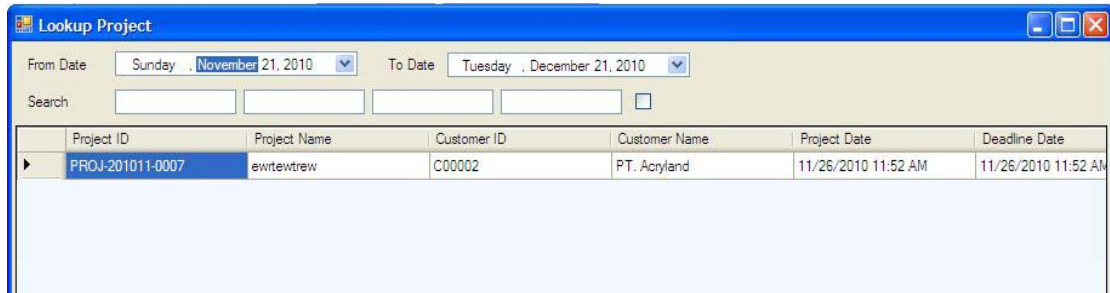 Lookup Project
From Date Sunday , November 21, 2010 To Date Tuesday , December 21, 2010
Search
Project ID Project Name Customer ID Customer Name Project Date Deadline Date
PROJ-201011-0007 ewrtewtrew C00002 PT. Acryland 11/26/2010 11:52 AM 11/26/2010 11:52 AM